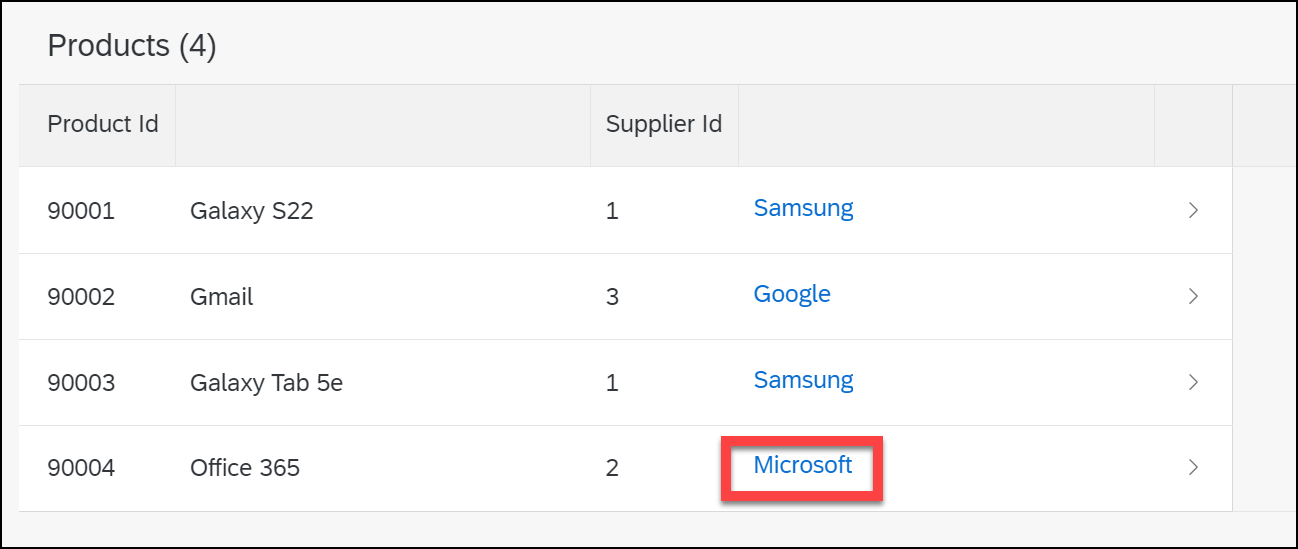 Products (4)
Product Id Supplier Id
90001 Galaxy S22 1 Samsung
90002 Gmail 3 Google
90003 Galaxy Tab 5e 1 Samsung
90004 Office 365 2 Microsoft